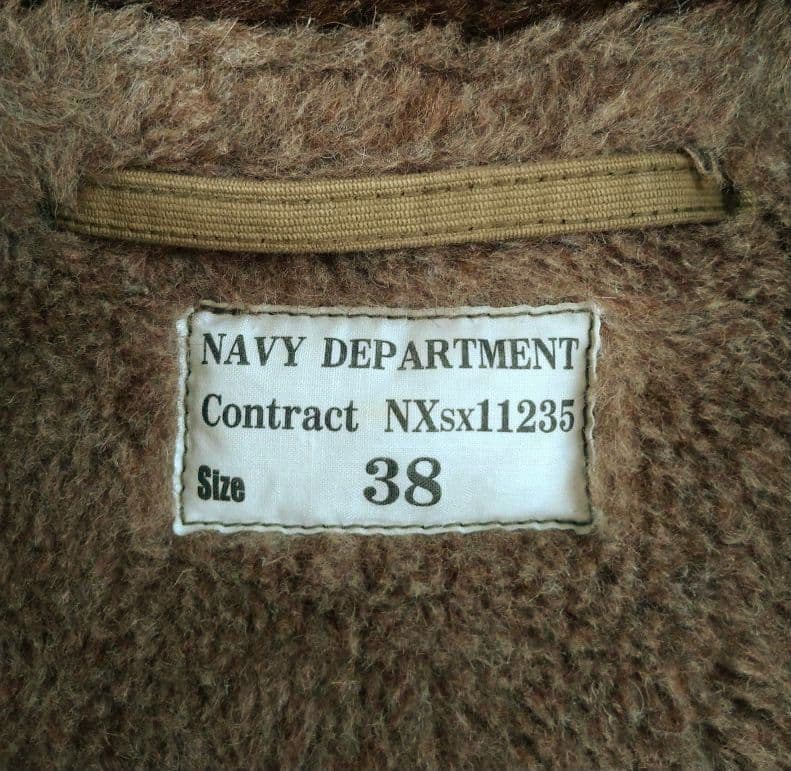 NAVY DEPARTMENT
Contract NXsx11235
Size 38